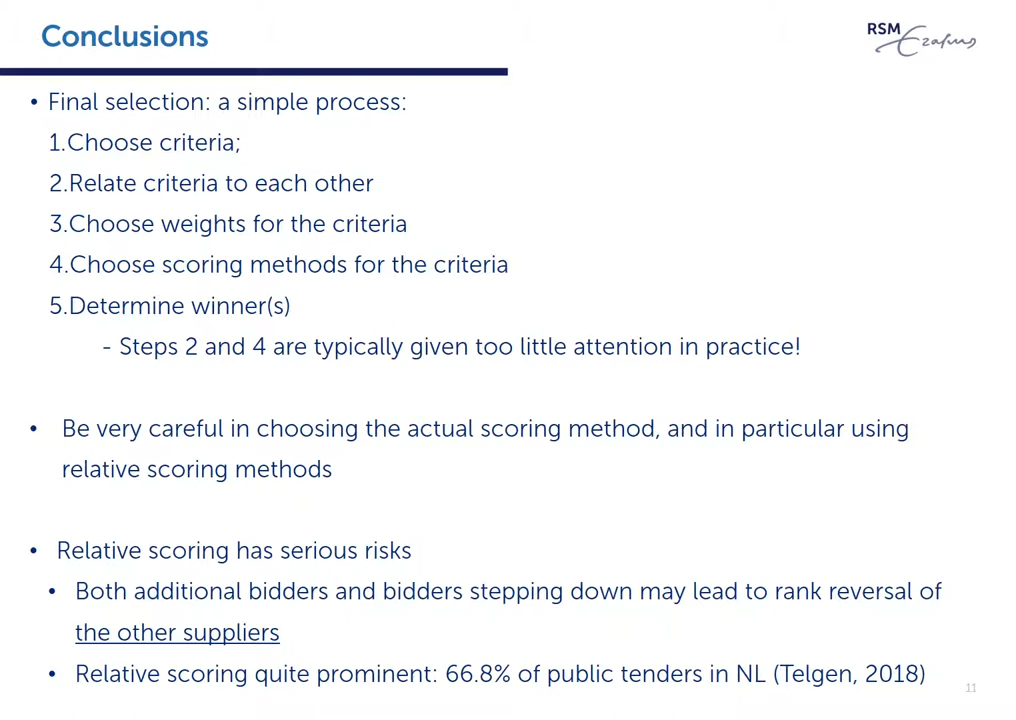 Conclusions
RSM
Erasmus
• Final selection: a simple process:
1.Choose criteria;
2.Relate criteria to each other
3.Choose weights for the criteria
4.Choose scoring methods for the criteria
5.Determine winner(s)
- Steps 2 and 4 are typically given too little attention in practice!
• Be very careful in choosing the actual scoring method, and in particular using
relative scoring methods
• Relative scoring has serious risks
• Both additional bidders and bidders stepping down may lead to rank reversal of
the other suppliers
• Relative scoring quite prominent: 66.8% of public tenders in NL (Telgen, 2018)
11